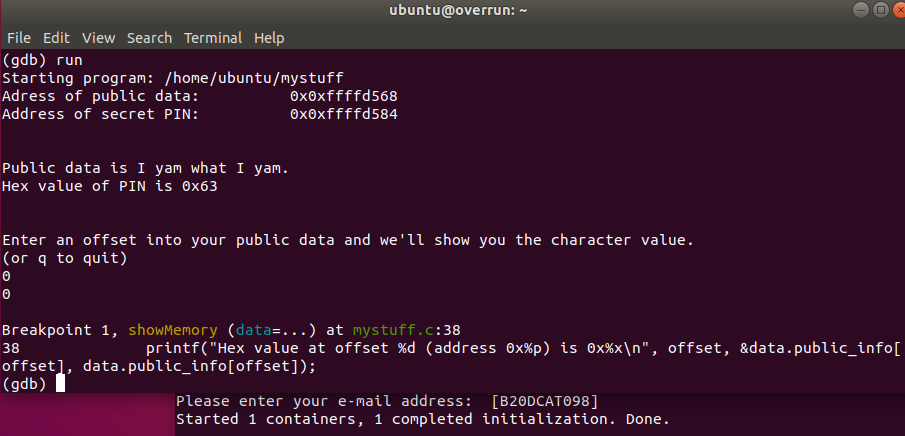 ubuntu@overrun: ~
File Edit View Search Terminal Help
(gdb) run
Starting program: /home/ubuntu/mystuff
Adress of public data:          0x0xffffd568
Address of secret PIN:          0x0xffffd584
Public data is I yam what I yam.
Hex value of PIN is 0x63
Enter an offset into your public data and we'll show you the character value.
(or q to quit)
0
0
Breakpoint 1, showMemory (data=...) at mystuff.c:38
38              printf("Hex value at offset %d (address 0x%p) is 0x%x\n", offset, &data.public_info[
offset], data.public_info[offset]);
(gdb)
Please enter your e-mail address:  [B20DCAT098]
Started 1 containers, 1 completed initialization. Done.